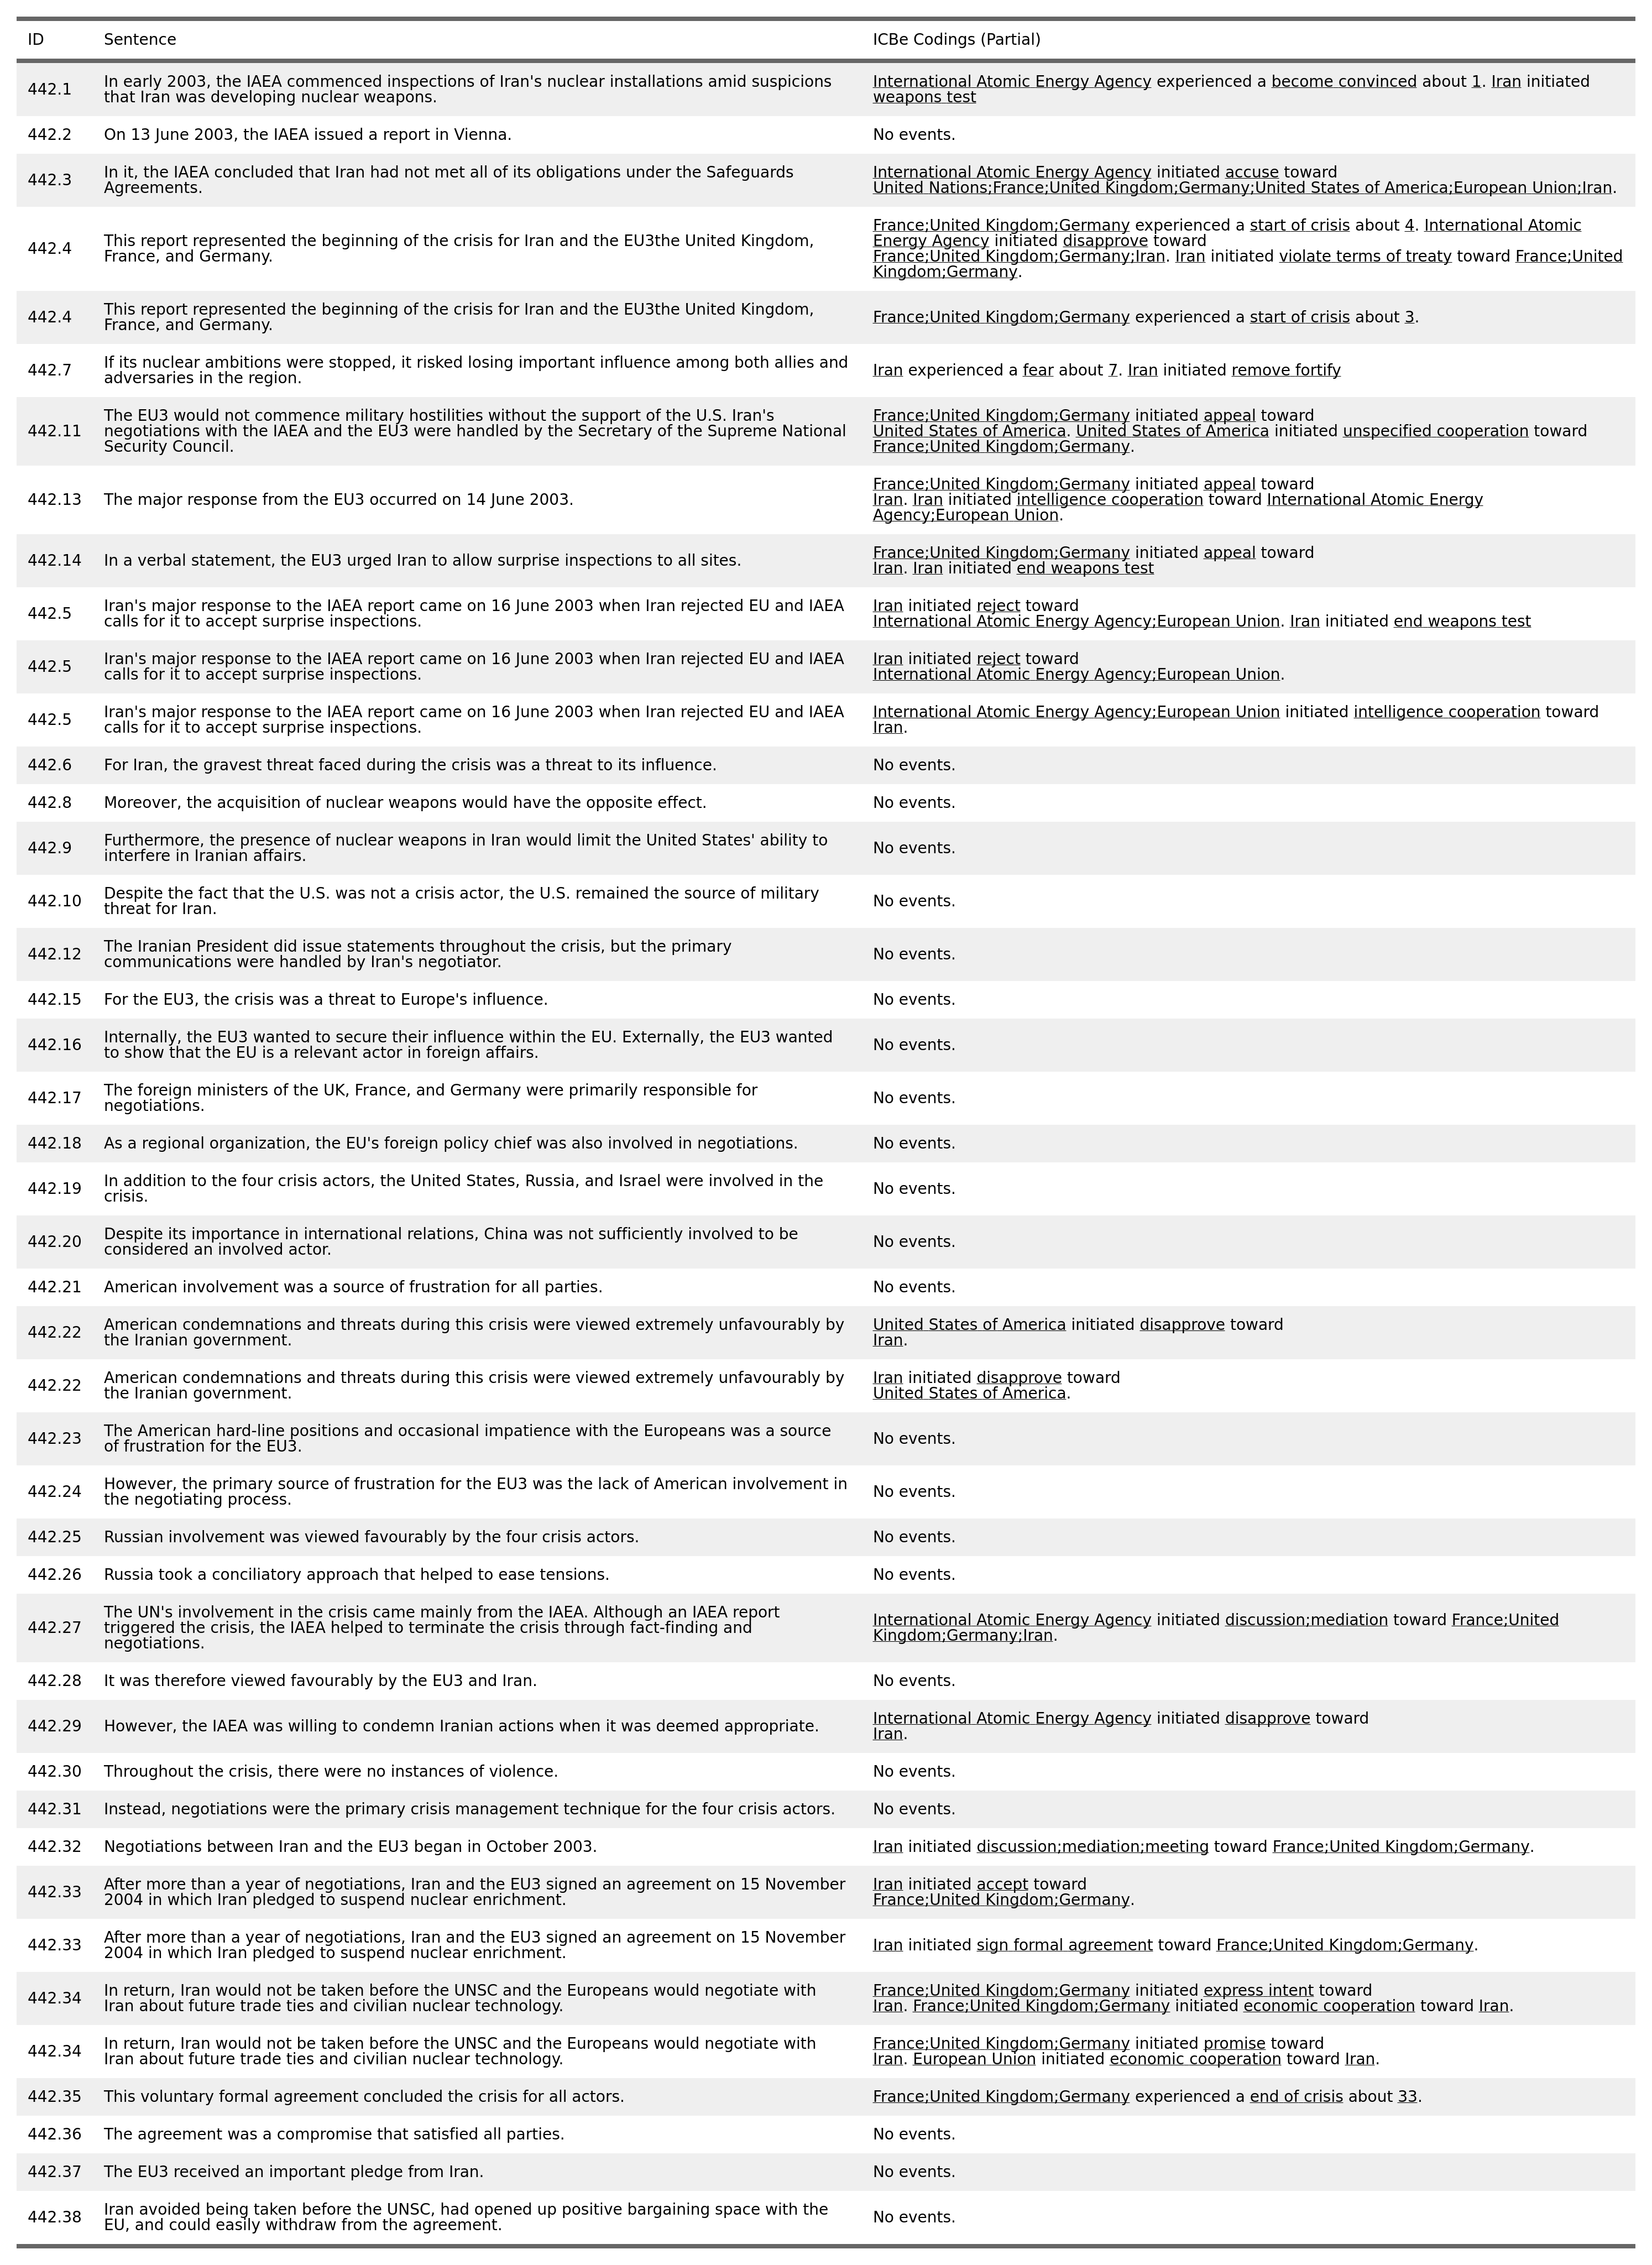 ID Sentence ICBe Codings (Partial)
442.1 In early 2003, the IAEA commenced inspections of Iran's nuclear installations amid suspicions
that Iran was developing nuclear weapons.
International Atomic Energy Agency experienced a become convinced about 1. Iran initiated
weapons test
442.2 On 13 June 2003, the IAEA issued a report in Vienna. No events.
442.3 In it, the IAEA concluded that Iran had not met all of its obligations under the Safeguards
Agreements.
International Atomic Energy Agency initiated accuse toward
United Nations;France;United Kingdom;Germany;United States of America;European Union;Iran.
442.4 This report represented the beginning of the crisis for Iran and the EU3the United Kingdom,
France, and Germany.
France;United Kingdom;Germany experienced a start of crisis about 4. International Atomic
Energy Agency initiated disapprove toward
France;United Kingdom;Germany;Iran. Iran initiated violate terms of treaty toward France;United
Kingdom;Germany.
442.4 This report represented the beginning of the crisis for Iran and the EU3the United Kingdom,
France, and Germany.
France;United Kingdom;Germany experienced a start of crisis about 3.
442.7 If its nuclear ambitions were stopped, it risked losing important influence among both allies and
adversaries in the region.
Iran experienced a fear about 7. Iran initiated remove fortify
442.11 The EU3 would not commence military hostilities without the support of the U.S. Iran's
negotiations with the IAEA and the EU3 were handled by the Secretary of the Supreme National
Security Council.
France;United Kingdom;Germany initiated appeal toward
United States of America. United States of America initiated unspecified cooperation toward
France;United Kingdom;Germany.
442.13 The major response from the EU3 occurred on 14 June 2003.
France;United Kingdom;Germany initiated appeal toward
Iran. Iran initiated intelligence cooperation toward International Atomic Energy
Agency;European Union.
442.14 In a verbal statement, the EU3 urged Iran to allow surprise inspections to all sites.
France;United Kingdom;Germany initiated appeal toward
Iran. Iran initiated end weapons test
442.5 Iran's major response to the IAEA report came on 16 June 2003 when Iran rejected EU and IAEA
calls for it to accept surprise inspections.
Iran initiated reject toward
International Atomic Energy Agency;European Union. Iran initiated end weapons test
442.5 Iran's major response to the IAEA report came on 16 June 2003 when Iran rejected EU and IAEA
calls for it to accept surprise inspections.
Iran initiated reject toward
International Atomic Energy Agency;European Union.
442.5 Iran's major response to the IAEA report came on 16 June 2003 when Iran rejected EU and IAEA
calls for it to accept surprise inspections.
International Atomic Energy Agency;European Union initiated intelligence cooperation toward
Iran.
442.6 For Iran, the gravest threat faced during the crisis was a threat to its influence. No events.
442.8 Moreover, the acquisition of nuclear weapons would have the opposite effect. No events.
442.9 Furthermore, the presence of nuclear weapons in Iran would limit the United States' ability to
interfere in Iranian affairs.
No events.
442.10 Despite the fact that the U.S. was not a crisis actor, the U.S. remained the source of military
threat for Iran.
No events.
442.12 The Iranian President did issue statements throughout the crisis, but the primary
communications were handled by Iran's negotiator.
No events.
442.15 For the EU3, the crisis was a threat to Europe's influence. No events.
442.16 Internally, the EU3 wanted to secure their influence within the EU. Externally, the EU3 wanted
to show that the EU is a relevant actor in foreign affairs.
No events.
442.17 The foreign ministers of the UK, France, and Germany were primarily responsible for
negotiations.
No events.
442.18 As a regional organization, the EU's foreign policy chief was also involved in negotiations. No events.
442.19 In addition to the four crisis actors, the United States, Russia, and Israel were involved in the
crisis.
No events.
442.20 Despite its importance in international relations, China was not sufficiently involved to be
considered an involved actor.
No events.
442.21 American involvement was a source of frustration for all parties. No events.
442.22 American condemnations and threats during this crisis were viewed extremely unfavourably by
the Iranian government.
United States of America initiated disapprove toward
Iran.
442.22 American condemnations and threats during this crisis were viewed extremely unfavourably by
the Iranian government.
Iran initiated disapprove toward
United States of America.
442.23 The American hard-line positions and occasional impatience with the Europeans was a source
of frustration for the EU3.
No events.
442.24 However, the primary source of frustration for the EU3 was the lack of American involvement in
the negotiating process.
No events.
442.25 Russian involvement was viewed favourably by the four crisis actors. No events.
442.26 Russia took a conciliatory approach that helped to ease tensions. No events.
442.27 The UN's involvement in the crisis came mainly from the IAEA. Although an IAEA report
triggered the crisis, the IAEA helped to terminate the crisis through fact-finding and
negotiations.
International Atomic Energy Agency initiated discussion;mediation toward France;United
Kingdom;Germany;Iran.
442.28 It was therefore viewed favourably by the EU3 and Iran. No events.
442.29 However, the IAEA was willing to condemn Iranian actions when it was deemed appropriate.
International Atomic Energy Agency initiated disapprove toward
Iran.
442.30 Throughout the crisis, there were no instances of violence. No events.
442.31 Instead, negotiations were the primary crisis management technique for the four crisis actors. No events.
442.32 Negotiations between Iran and the EU3 began in October 2003. Iran initiated discussion;mediation;meeting toward France;United Kingdom;Germany.
442.33 After more than a year of negotiations, Iran and the EU3 signed an agreement on 15 November
2004 in which Iran pledged to suspend nuclear enrichment.
Iran initiated accept toward
France;United Kingdom;Germany.
442.33 After more than a year of negotiations, Iran and the EU3 signed an agreement on 15 November
2004 in which Iran pledged to suspend nuclear enrichment.
Iran initiated sign formal agreement toward France;United Kingdom;Germany.
442.34 In return, Iran would not be taken before the UNSC and the Europeans would negotiate with
Iran about future trade ties and civilian nuclear technology.
France;United Kingdom;Germany initiated express intent toward
Iran. France;United Kingdom;Germany initiated economic cooperation toward Iran.
442.34 In return, Iran would not be taken before the UNSC and the Europeans would negotiate with
Iran about future trade ties and civilian nuclear technology.
France;United Kingdom;Germany initiated promise toward
Iran. European Union initiated economic cooperation toward Iran.
442.35 This voluntary formal agreement concluded the crisis for all actors. France;United Kingdom;Germany experienced a end of crisis about 33.
442.36 The agreement was a compromise that satisfied all parties. No events.
442.37 The EU3 received an important pledge from Iran. No events.
442.38 Iran avoided being taken before the UNSC, had opened up positive bargaining space with the
EU, and could easily withdraw from the agreement.
No events.